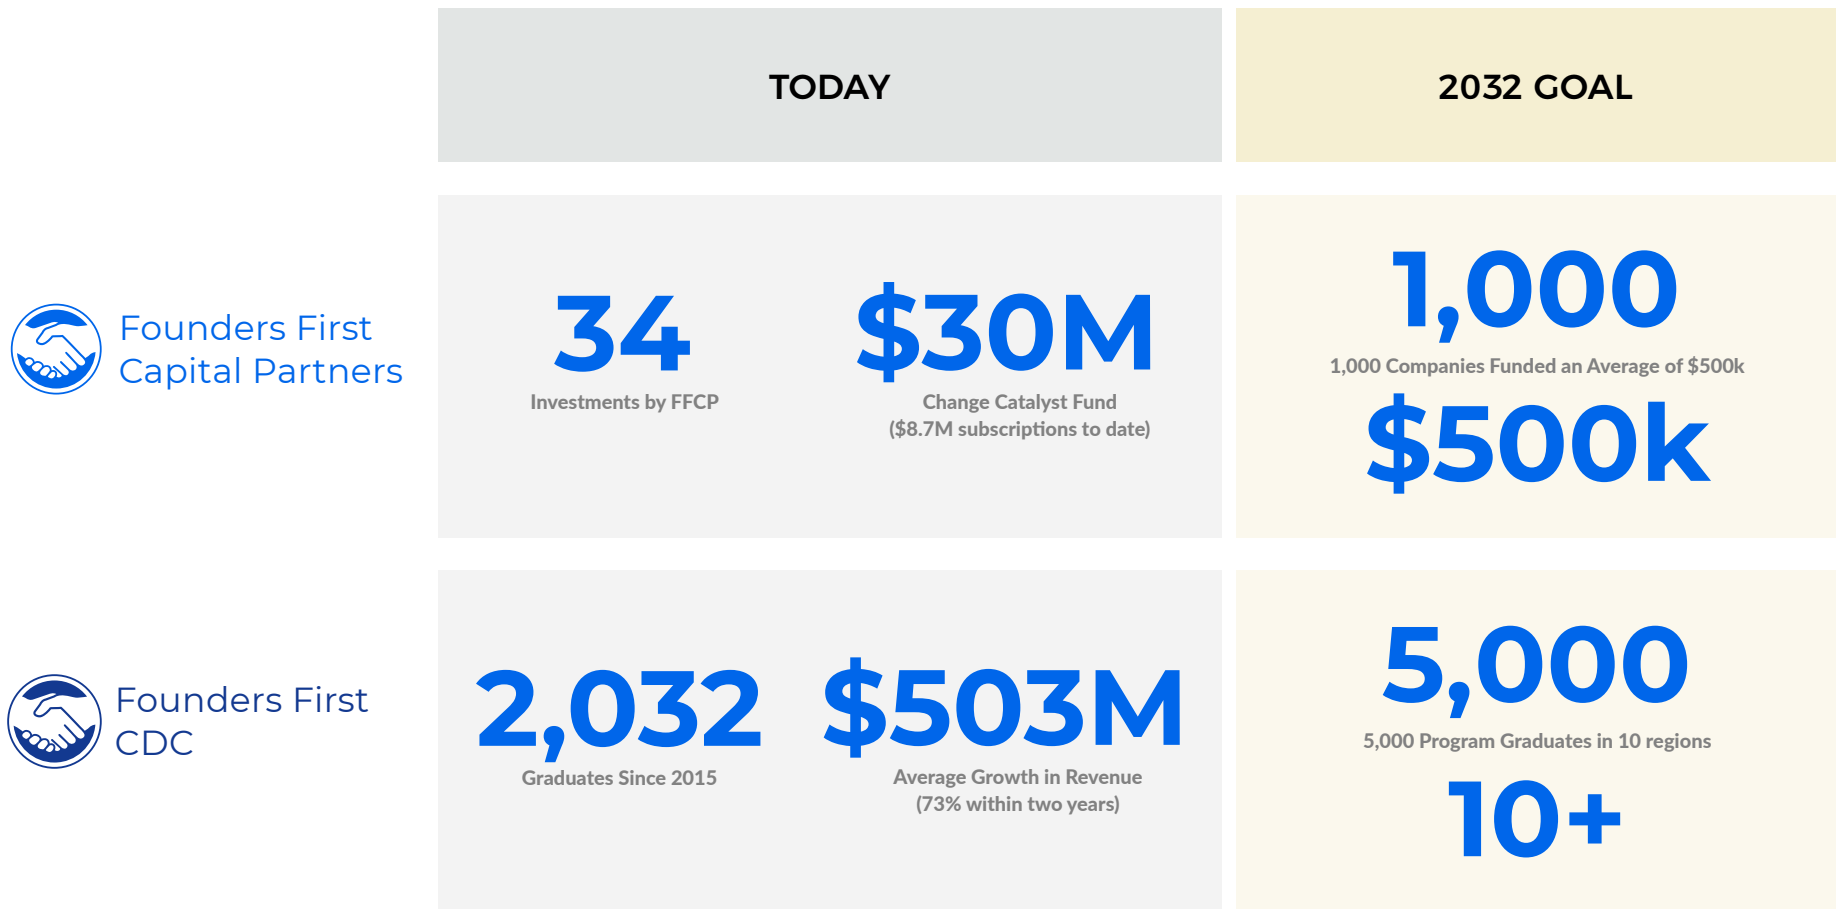 TODAY
2032 GOAL
Founders First
Capital Partners
34
Investments by FFCP
$30M
Change Catalyst Fund
($8.7M subscriptions to date)
1,000
1,000 Companies Funded an Average of $500k
$500k
Founders First
CDC
2,032
Graduates Since 2015
$503M
Average Growth in Revenue
(73% within two years)
5,000
5,000 Program Graduates in 10 regions
10+